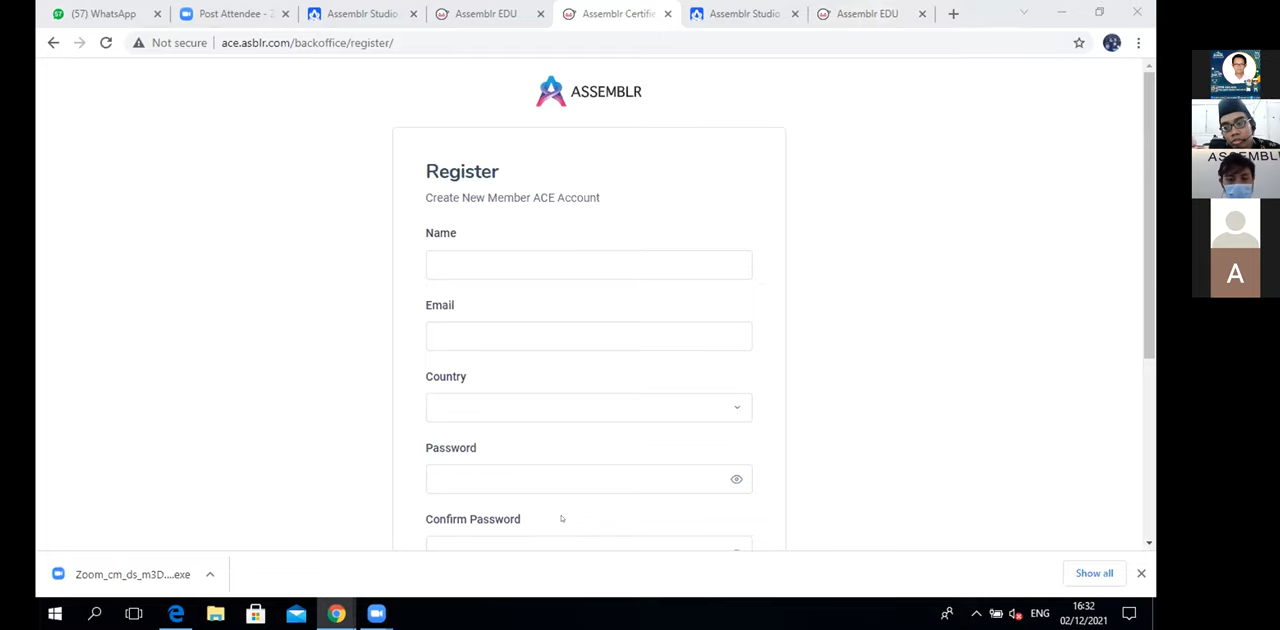 (57) WhatsApp
Post Attendee - Z
Assemblr Studio
Assemblr EDU
Assemblr Certifie
Assemblr Studio
Assemblr EDU
Not secure
ace.asblr.com/backoffice/register/
ASSEMBLR
Register
Create New Member ACE Account
Name
Email
Country
Password
Confirm Password
ASSEMBLR
A
Zoom_cm_ds_m3D....exe
Show all
ENG
16:32
02/12/2021